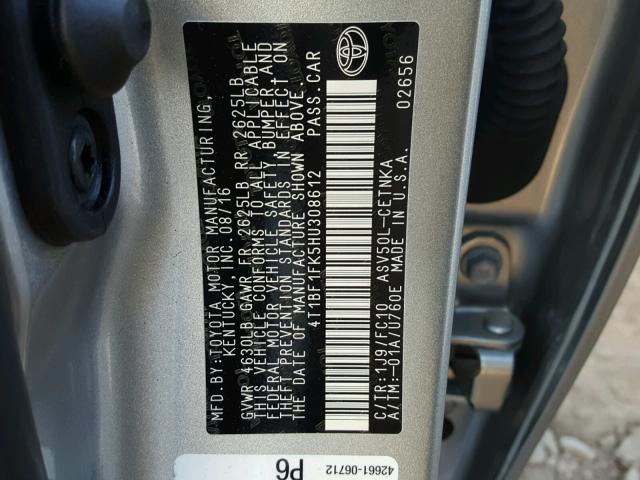 MFD. BY: TOYOTA MOTOR MANUFACTURING,
KENTUCKY, INC. 08/16
GVWR 4630LB GAWR FR 2625LB RR 2625LB
THIS VEHICLE CONFORMS TO ALL APPLICABLE
FEDERAL MOTOR VEHICLE SAFETY, BUMPER AND
THEFT PREVENTION STANDARDS IN EFFECT ON
THE DATE OF MANUFACTURE SHOWN ABOVE.
4T1BF1FK5HU308612 PASS. CAR
C/TR: 1J9/FC10 ASV50L-CETNKA
A/TM:-01A/U760E MADE IN U.S.A.
02656
42661-06712
P6